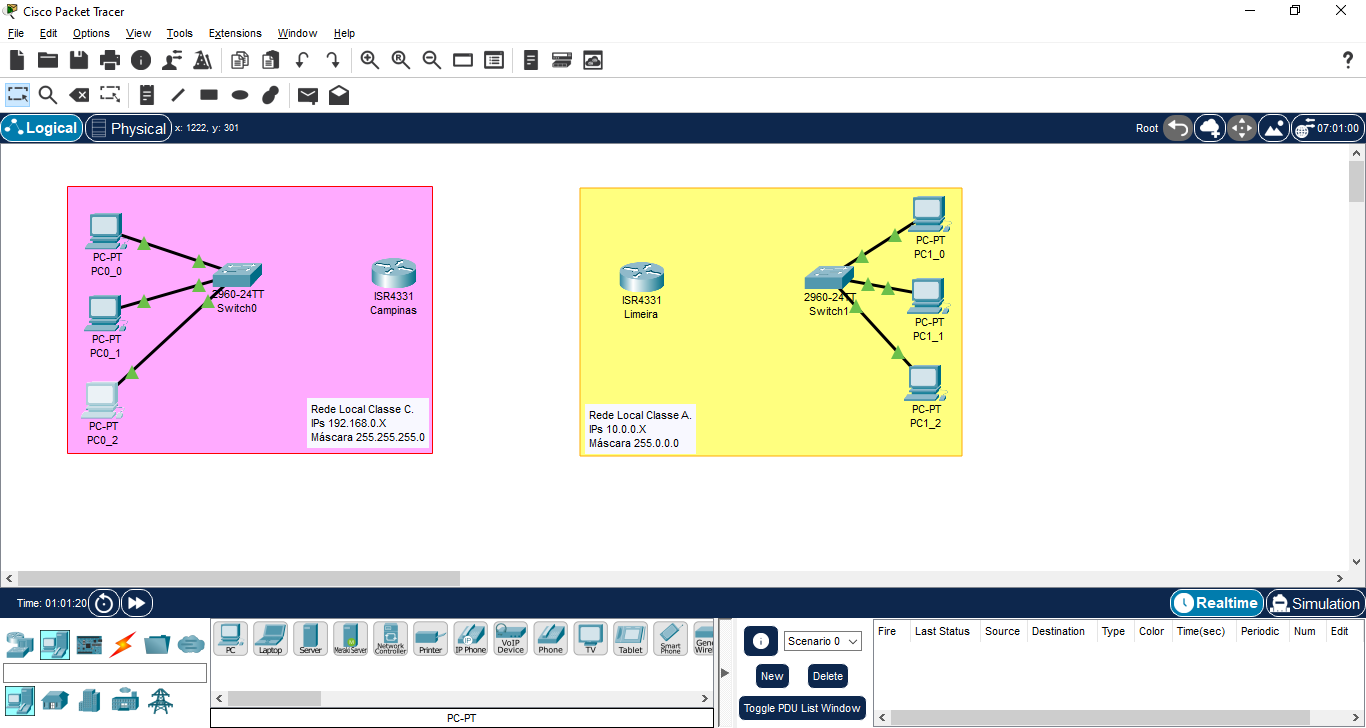 Cisco Packet Tracer
File Edit Options View Tools Extensions Window Help
Logical Physical x: 1222, y: 301 Root 07:01:00
PC-PT
PC0_0
PC-PT
PC0_1
PC-PT
PC0_2
2960-24TT
Switch0
ISR4331
Campinas
Rede Local Classe C.
IPs 192.168.0.X
Máscara 255.255.255.0
ISR4331
Limeira
2960-24TT
Switch1
PC-PT
PC1_0
PC-PT
PC1_1
PC-PT
PC1_2
Rede Local Classe A.
IPs 10.0.0.X
Máscara 255.0.0.0
Time: 01:01:20 Realtime Simulation
PC Laptop Server Meraki Server Network Controller Printer IP Phone VoIP Device Phone TV Tablet Smart Phone
PC-PT
Scenario 0
New Delete
Toggle PDU List Window
Fire Last Status Source Destination Type Color Time(sec) Periodic Num Edit